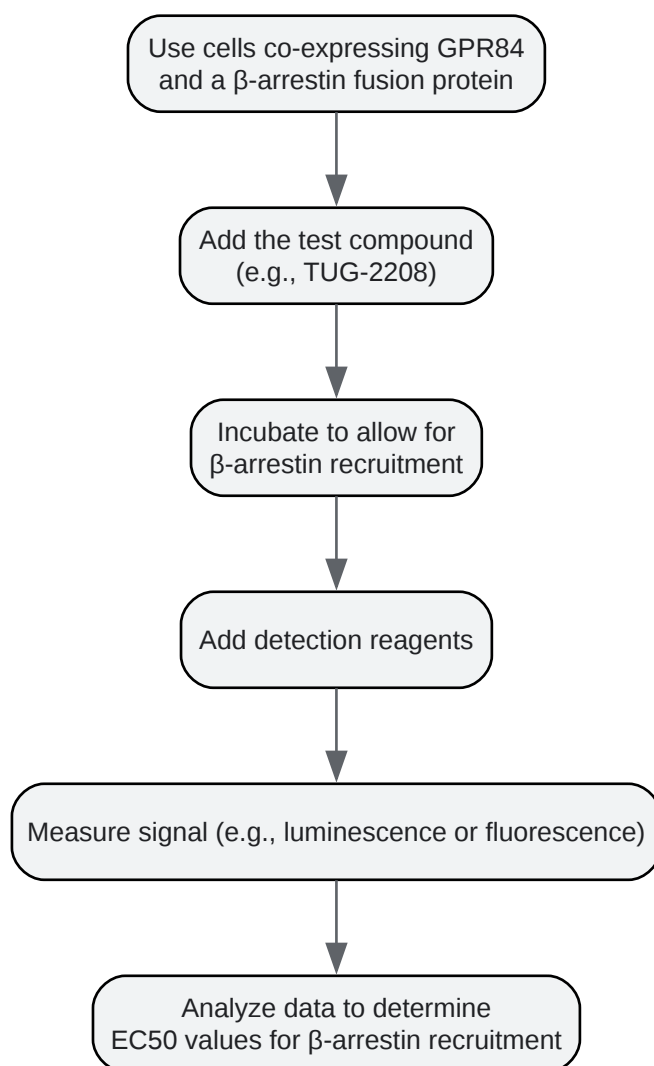 Use cells co-expressing GPR84
and a β-arrestin fusion protein
Add the test compound
(e.g., TUG-2208)
Incubate to allow for
β-arrestin recruitment
Add detection reagents
Measure signal (e.g., luminescence or fluorescence)
Analyze data to determine
EC50 values for β-arrestin recruitment